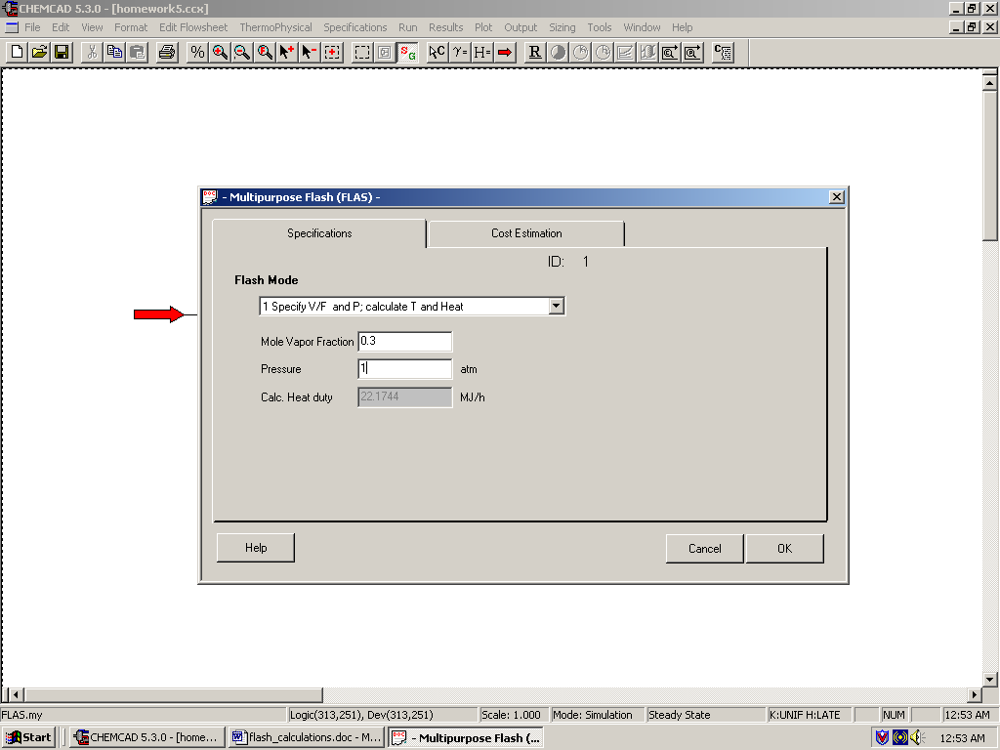 CHEMCAD 5.3.0 - [homework5.ccx]
File Edit View Format Edit Flowsheet ThermoPhysical Specifications Run Results Plot Output Sizing Tools Window Help
% S G C γ= H= R C
DOC - Multipurpose Flash (FLAS) -
Specifications Cost Estimation
ID: 1
Flash Mode
1 Specify V/F and P; calculate T and Heat
Mole Vapor Fraction 0.3
Pressure 1 atm
Calc. Heat duty 22.1744 MJ/h
Help Cancel OK
FLAS.my Logic(313,251), Dev(313,251) Scale: 1.000 Mode: Simulation Steady State K:UNIF H:LATE NUM 12:53 AM
Start CHEMCAD 5.3.0 - [home... flash_calculations.doc - M... DOC - Multipurpose Flash (... 12:53 AM